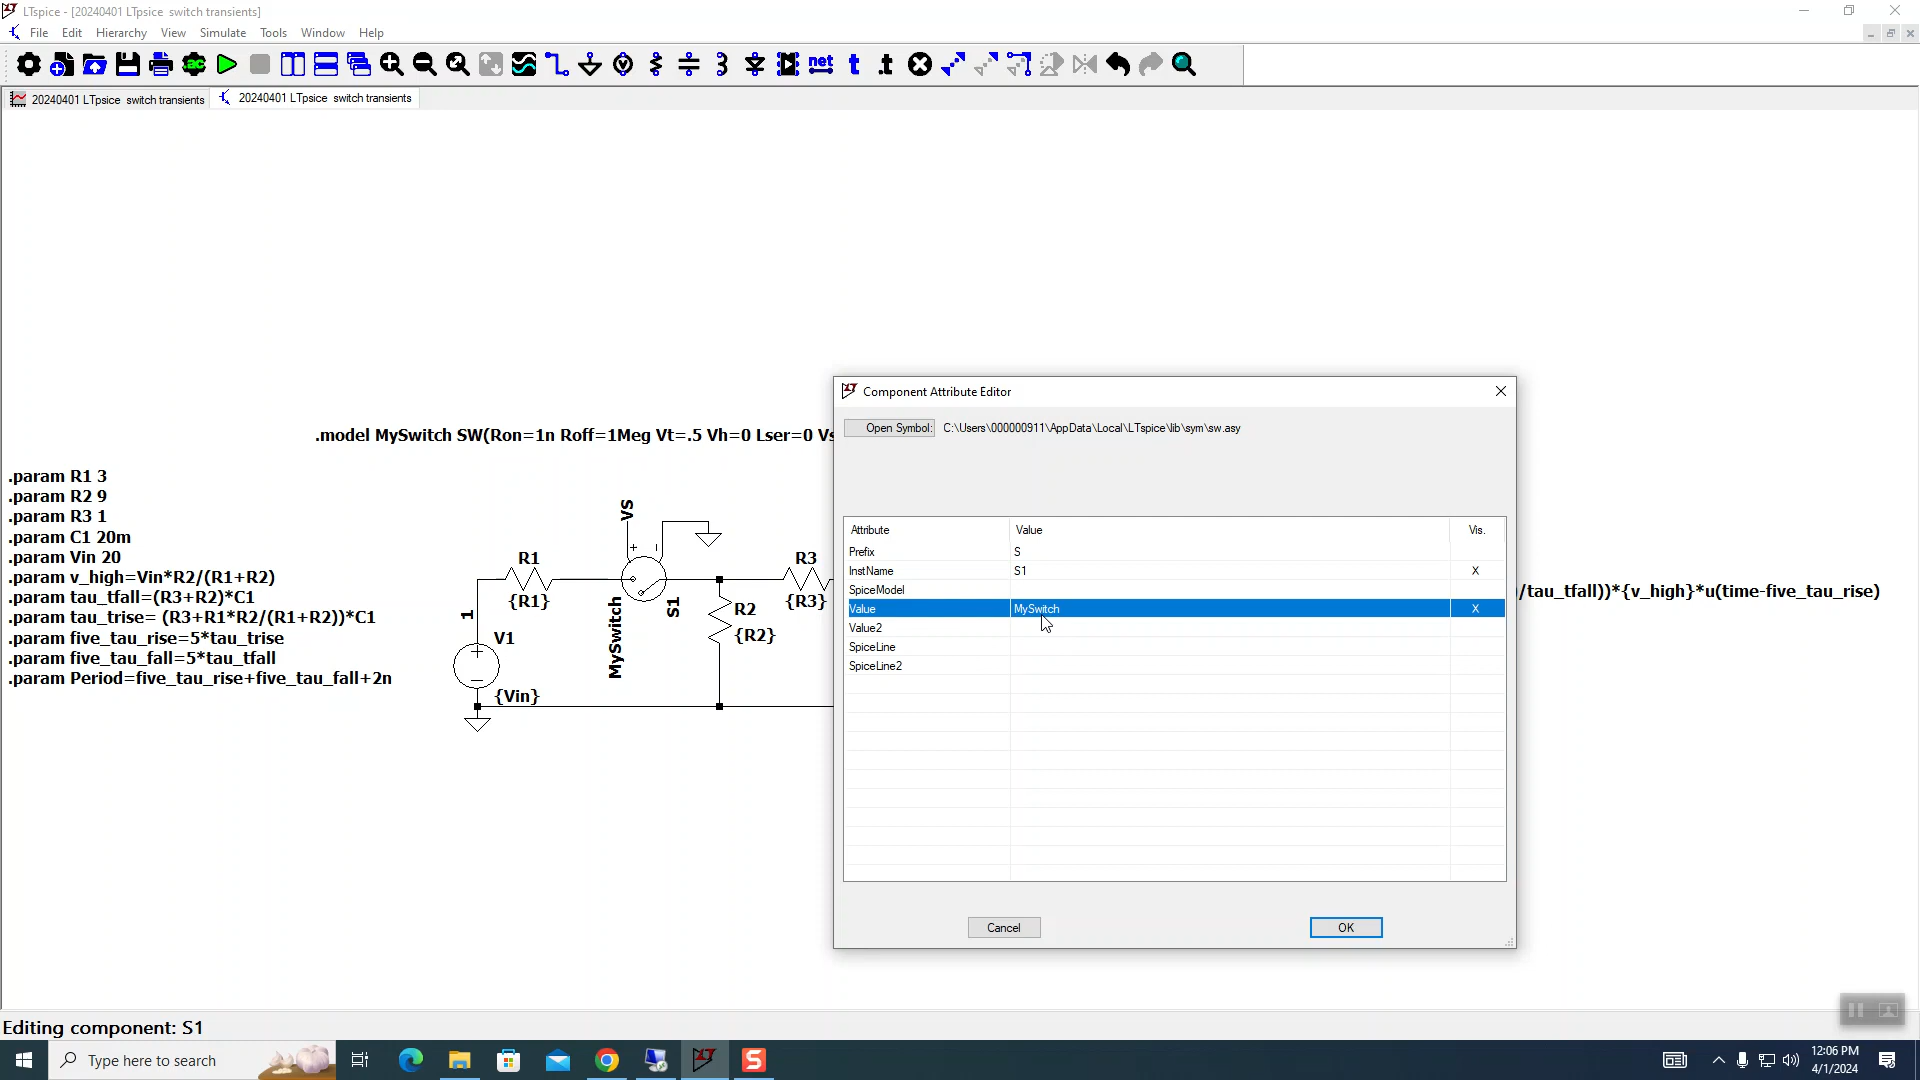 LTspice - [20240401 LTpsice  switch transients]
File Edit Hierarchy View Simulate Tools Window Help
ac net t .t
20240401 LTpsice  switch transients
20240401 LTpsice  switch transients
.model MySwitch SW(Ron=1n Roff=1Meg Vt=.5 Vh=0 Lser=0 Vs
.param R1 3
.param R2 9
.param R3 1
.param C1 20m
.param Vin 20
.param v_high=Vin*R2/(R1+R2)
.param tau_tfall=(R3+R2)*C1
.param tau_trise= (R3+R1*R2/(R1+R2))*C1
.param five_tau_rise=5*tau_trise
.param five_tau_fall=5*tau_tfall
.param Period=five_tau_rise+five_tau_fall+2n
VS
R1
{R1}
MySwitch
S1
R3
{R3}
R2
{R2}
1
V1
{Vin}
Component Attribute Editor
Open Symbol: C:\Users\000000911\AppData\Local\LTspice\lib\sym\sw.asy
Attribute Value Vis.
Prefix S
InstName S1 X
SpiceModel
Value MySwitch X
Value2
SpiceLine
SpiceLine2
Cancel OK
)/tau_tfall))*{v_high}*u(time-five_tau_rise)
Editing component: S1
Type here to search
12:06 PM
4/1/2024